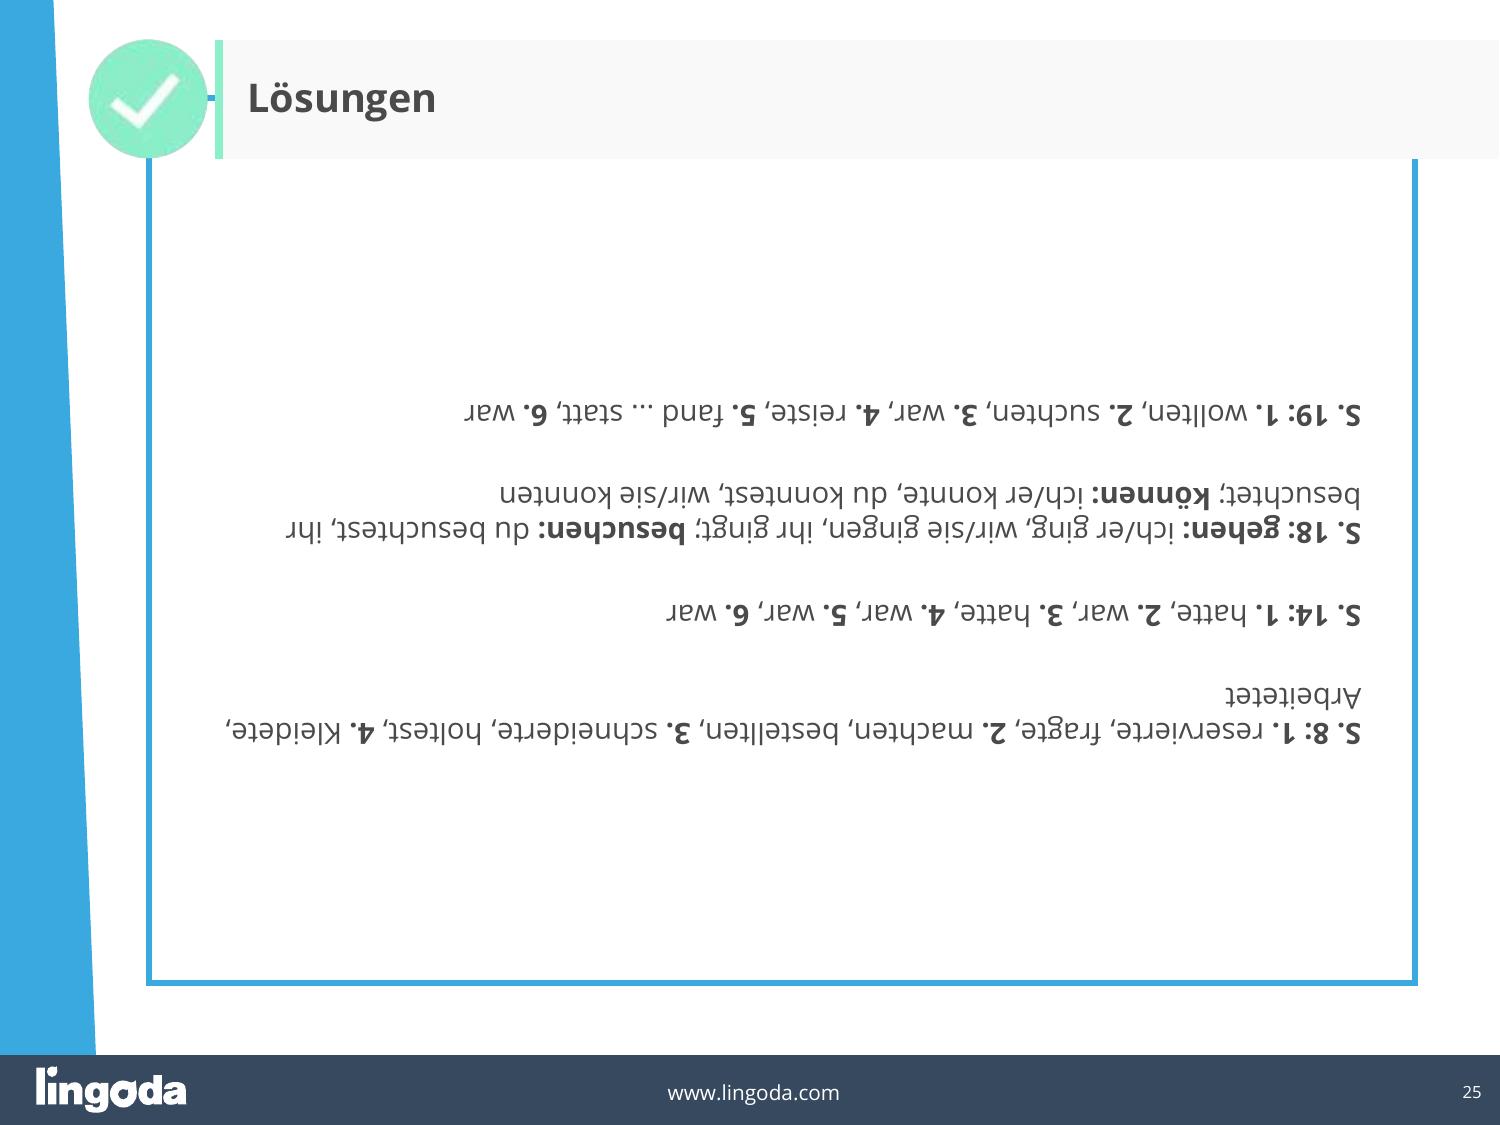 Lösungen
S. 8: 1. reservierte, fragte, 2. machten, bestellten, 3. schneiderte, holtest, 4. Kleidete,
Arbeitetet
S. 14: 1. hatte, 2. war, 3. hatte, 4. war, 5. war, 6. war
S. 18: gehen: ich/er ging, wir/sie gingen, ihr gingt; besuchen: du besuchtest, ihr
besuchtet; können: ich/er konnte, du konntest, wir/sie konnten
S. 19: 1. wollten, 2. suchten, 3. war, 4. reiste, 5. fand ... statt, 6. war
lingoda
www.lingoda.com
25